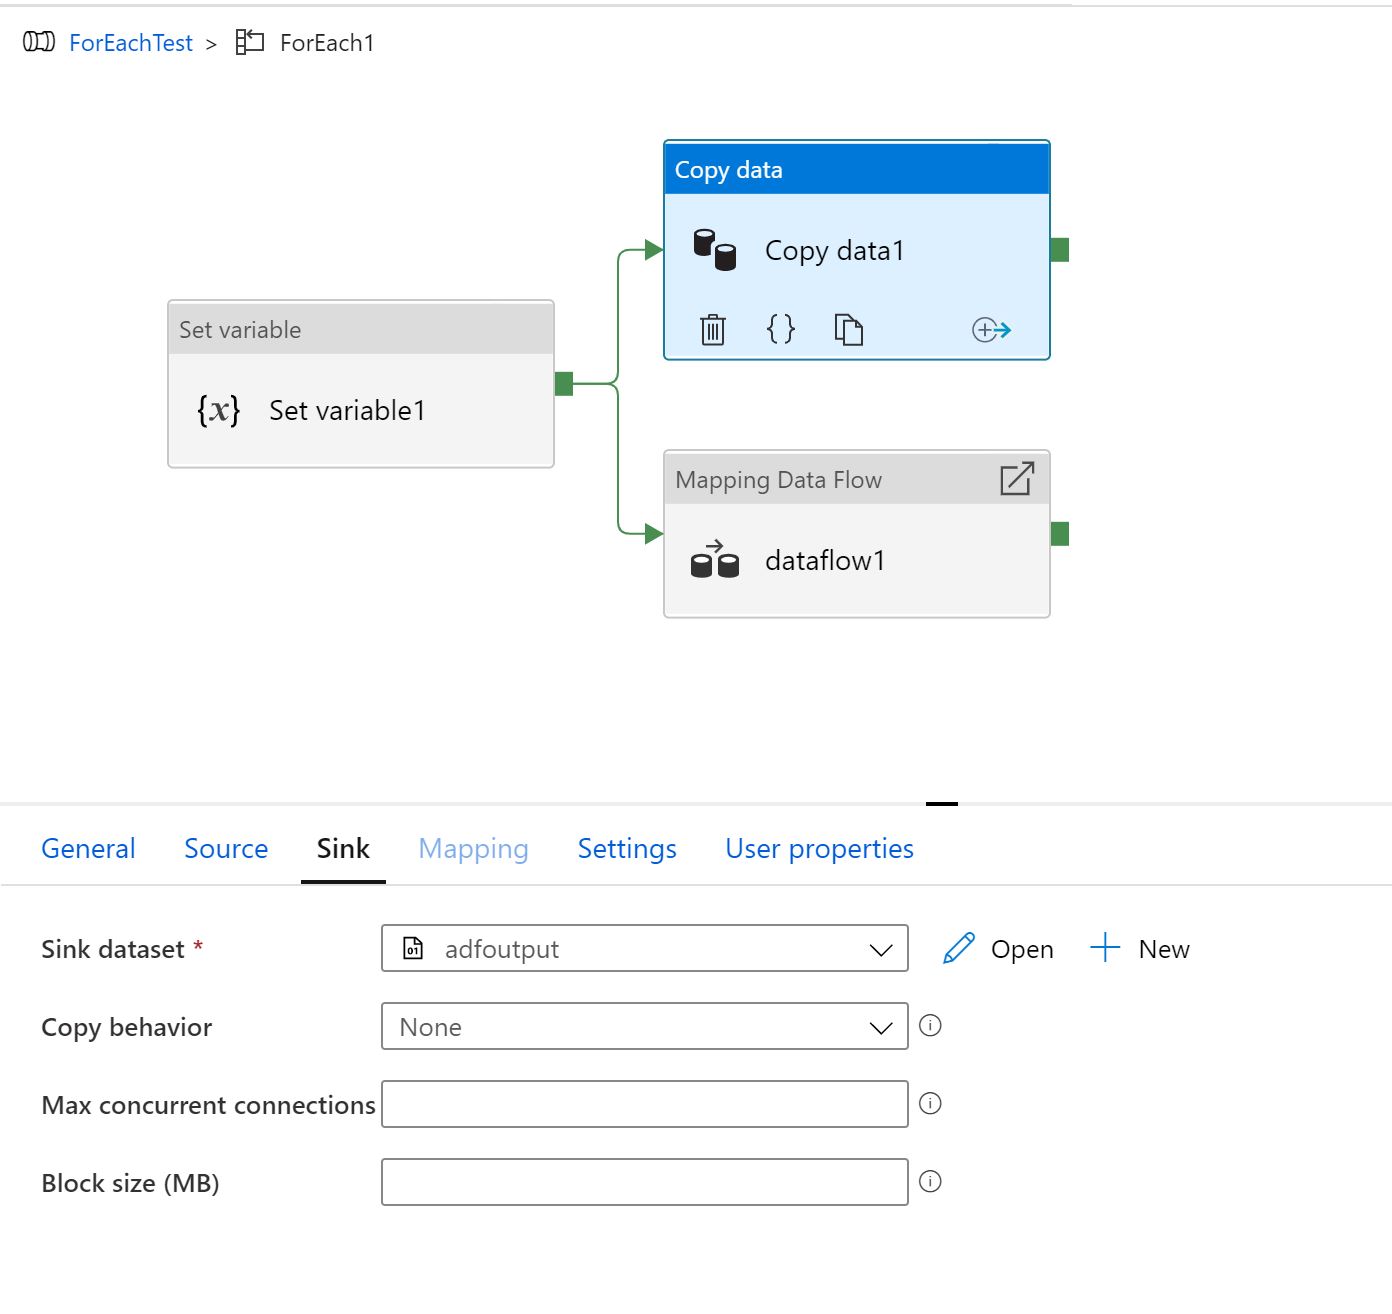 ForEachTest > ForEach1
Copy data
Copy data1
Set variable
{x} Set variable1
Mapping Data Flow
dataflow1
General Source Sink Mapping Settings User properties
Sink dataset * adfoutput Open New
Copy behavior None
Max concurrent connections
Block size (MB)